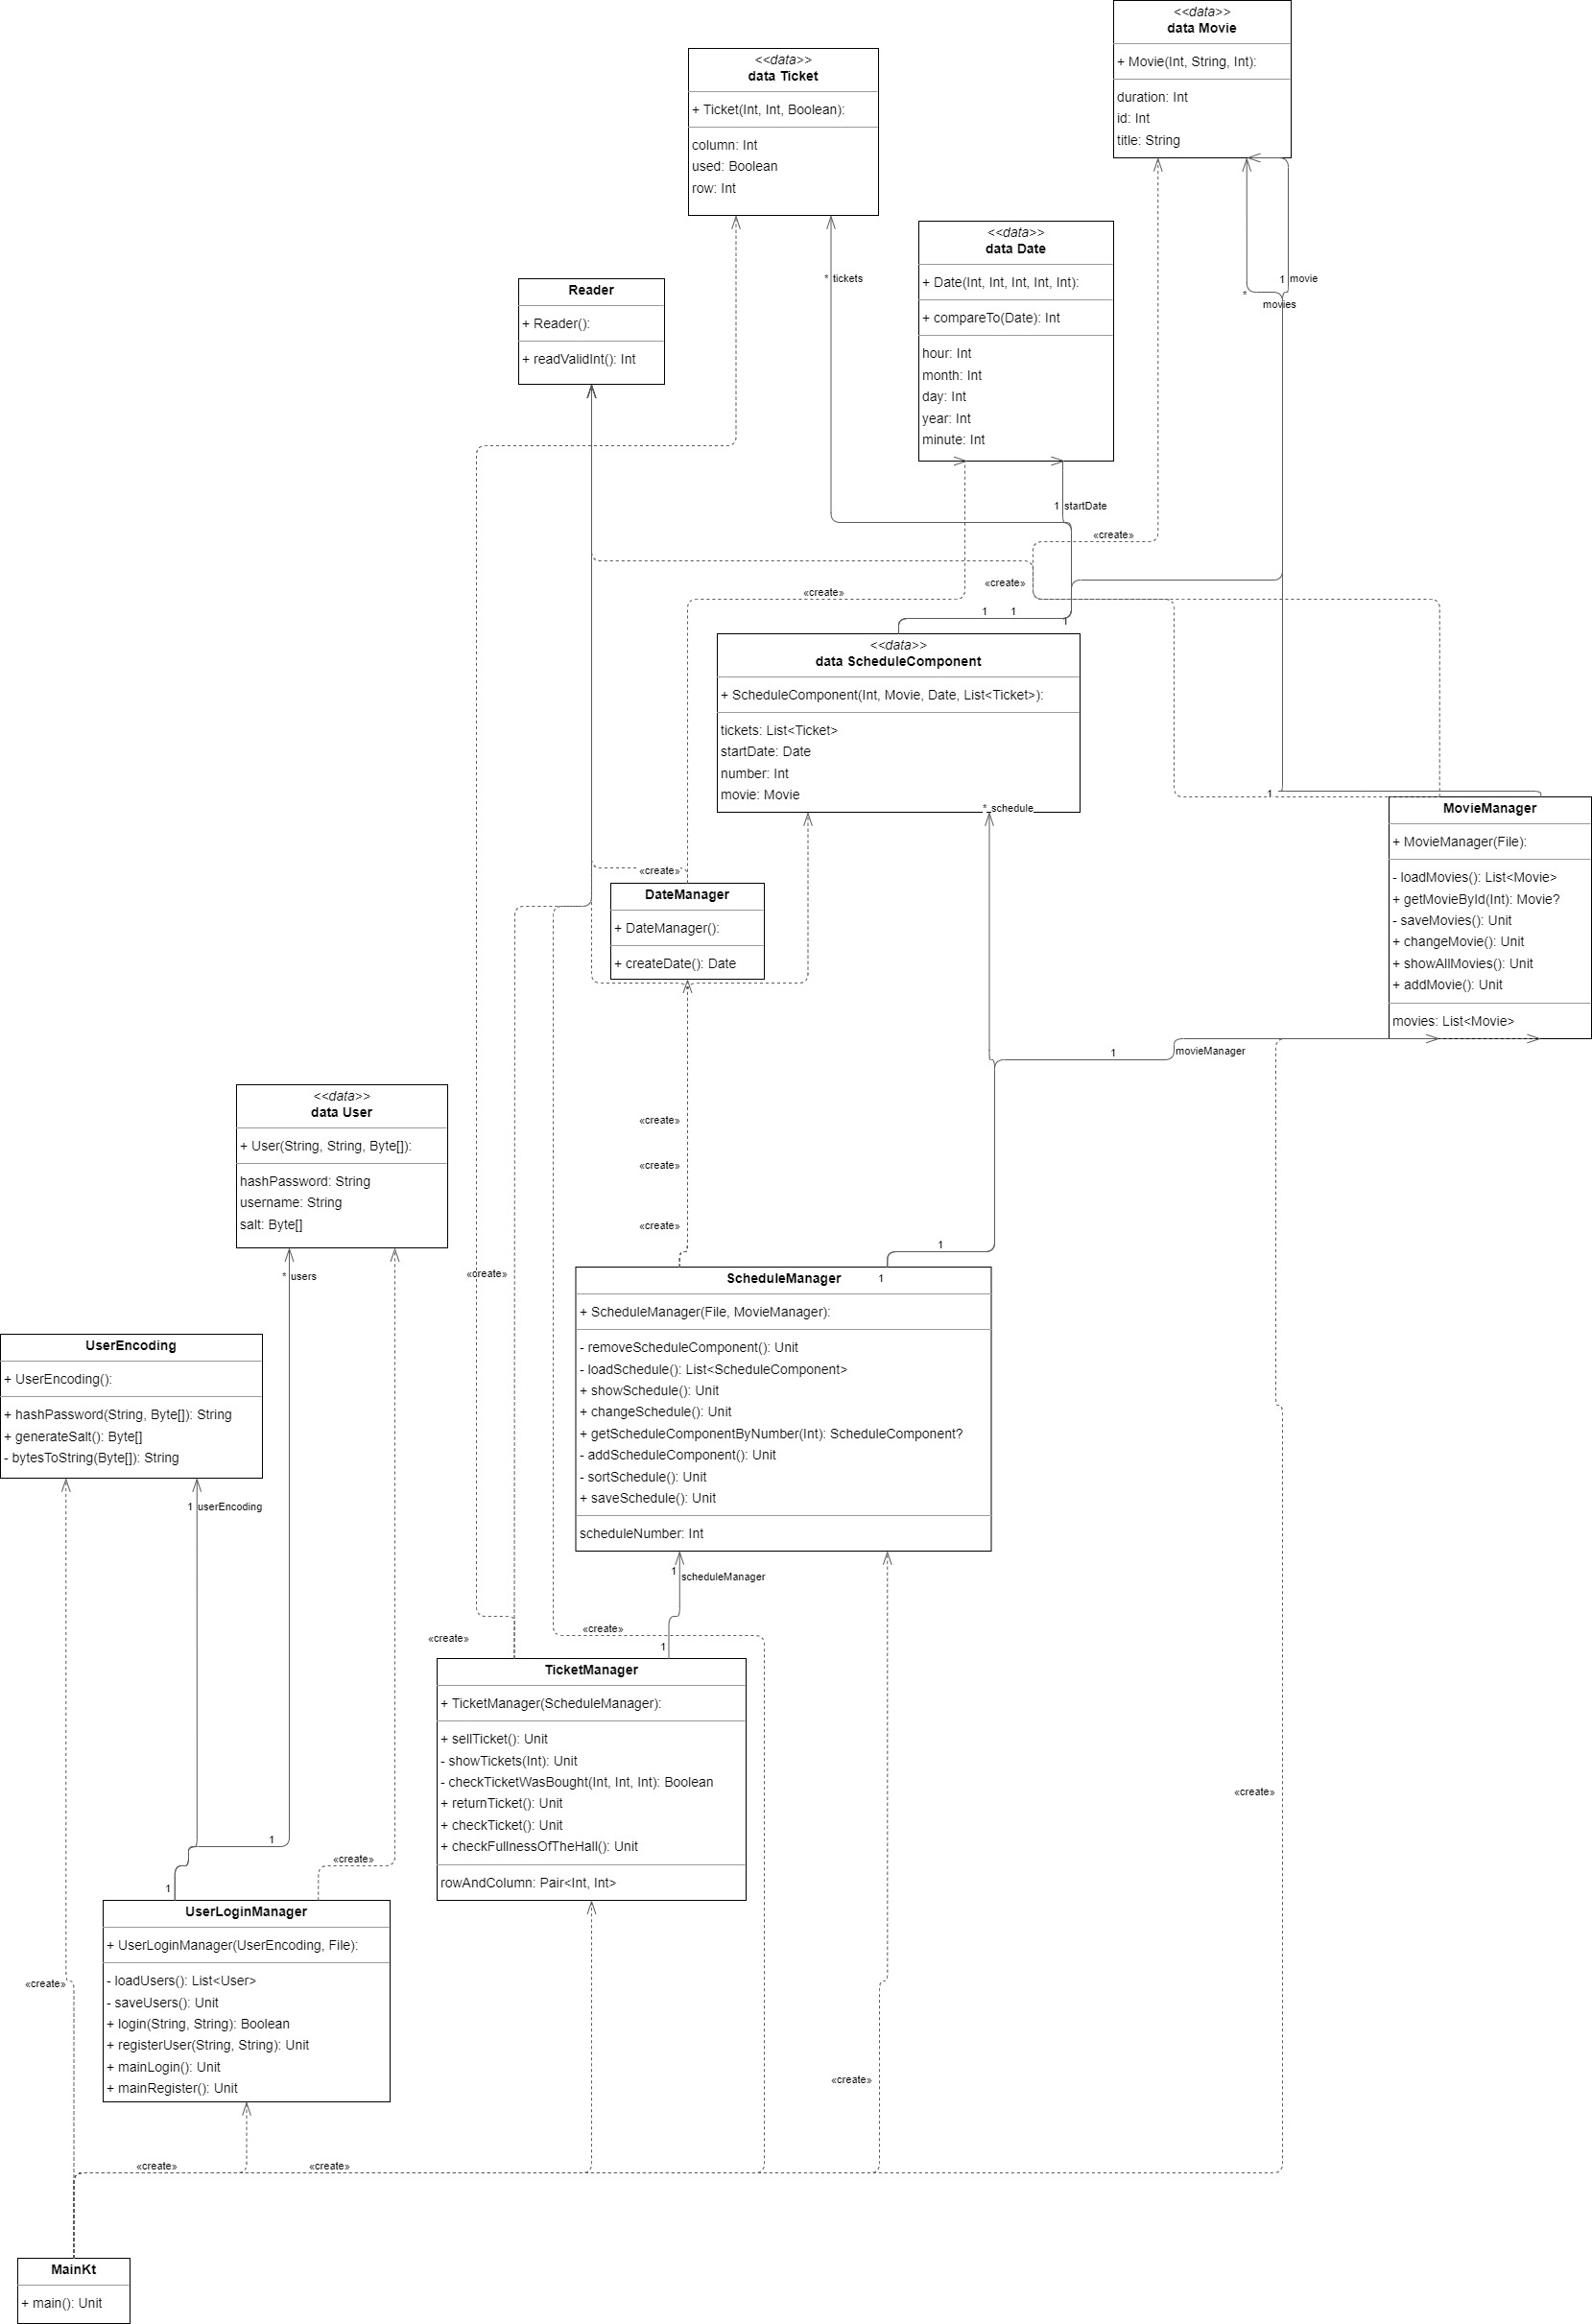 <<data>>
data Movie
+ Movie(Int, String, Int):
duration: Int
id: Int
title: String
<<data>>
data Ticket
+ Ticket(Int, Int, Boolean):
column: Int
used: Boolean
row: Int
<<data>>
data Date
+ Date(Int, Int, Int, Int, Int):
+ compareTo(Date): Int
hour: Int
month: Int
day: Int
year: Int
minute: Int
* tickets
1 movie
*
movies
Reader
+ Reader():
+ readValidInt(): Int
1 startDate
«create»
«create»
«create»
1
1
1
<<data>>
data ScheduleComponent
+ ScheduleComponent(Int, Movie, Date, List<Ticket>):
tickets: List<Ticket>
startDate: Date
number: Int
movie: Movie
* schedule
1
MovieManager
+ MovieManager(File):
- loadMovies(): List<Movie>
+ getMovieById(Int): Movie?
- saveMovies(): Unit
+ changeMovie(): Unit
+ showAllMovies(): Unit
+ addMovie(): Unit
movies: List<Movie>
«create»
DateManager
+ DateManager():
+ createDate(): Date
1
movieManager
«create»
«create»
«create»
1
<<data>>
data User
+ User(String, String, Byte[]):
hashPassword: String
username: String
salt: Byte[]
* users
«create»
UserEncoding
+ UserEncoding():
+ hashPassword(String, Byte[]): String
+ generateSalt(): Byte[]
- bytesToString(Byte[]): String
1 userEncoding
ScheduleManager
1
+ ScheduleManager(File, MovieManager):
- removeScheduleComponent(): Unit
- loadSchedule(): List<ScheduleComponent>
+ showSchedule(): Unit
+ changeSchedule(): Unit
+ getScheduleComponentByNumber(Int): ScheduleComponent?
- addScheduleComponent(): Unit
- sortSchedule(): Unit
+ saveSchedule(): Unit
scheduleNumber: Int
1
scheduleManager
«create»
«create»
1
TicketManager
+ TicketManager(ScheduleManager):
+ sellTicket(): Unit
- showTickets(Int): Unit
- checkTicketWasBought(Int, Int, Int): Boolean
+ returnTicket(): Unit
+ checkTicket(): Unit
+ checkFullnessOfTheHall(): Unit
rowAndColumn: Pair<Int, Int>
«create»
1
«create»
1
UserLoginManager
+ UserLoginManager(UserEncoding, File):
- loadUsers(): List<User>
- saveUsers(): Unit
+ login(String, String): Boolean
+ registerUser(String, String): Unit
+ mainLogin(): Unit
+ mainRegister(): Unit
«create»
«create»
«create»
«create»
MainKt
+ main(): Unit